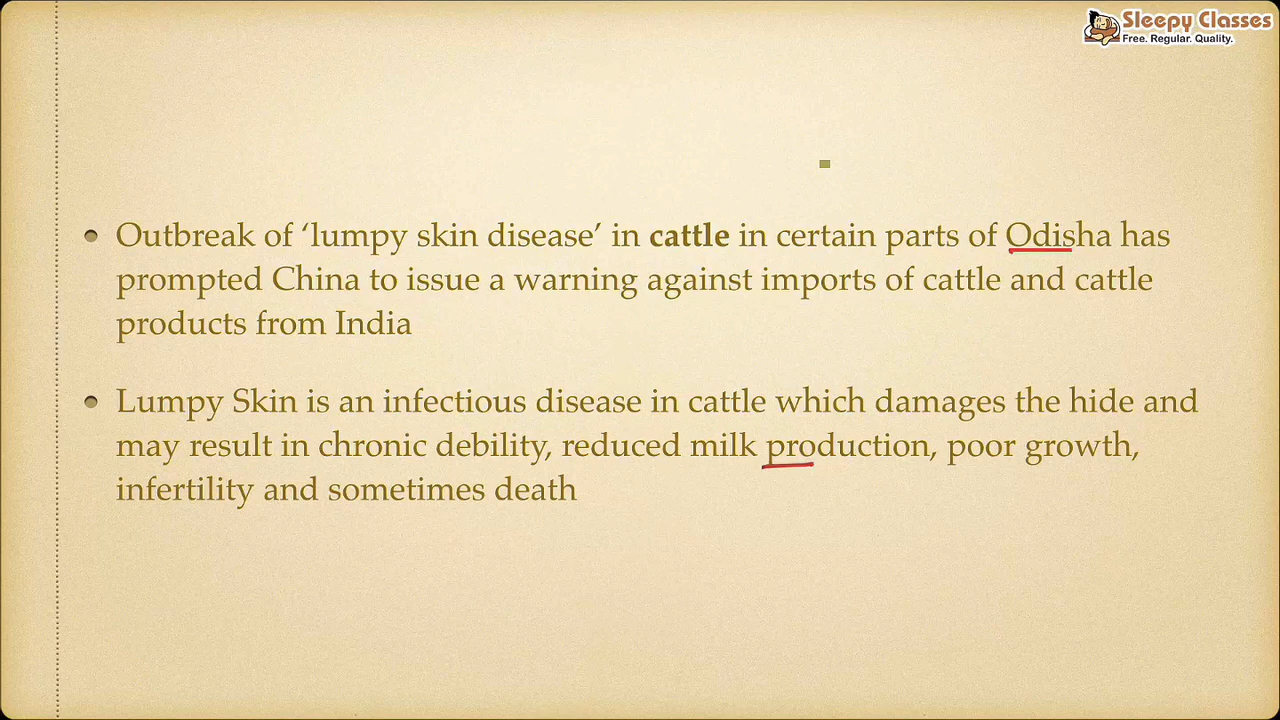 Sleepy Classes
Free. Regular. Quality.
• Outbreak of ‘lumpy skin disease’ in cattle in certain parts of Odisha has
prompted China to issue a warning against imports of cattle and cattle
products from India
• Lumpy Skin is an infectious disease in cattle which damages the hide and
may result in chronic debility, reduced milk production, poor growth,
infertility and sometimes death